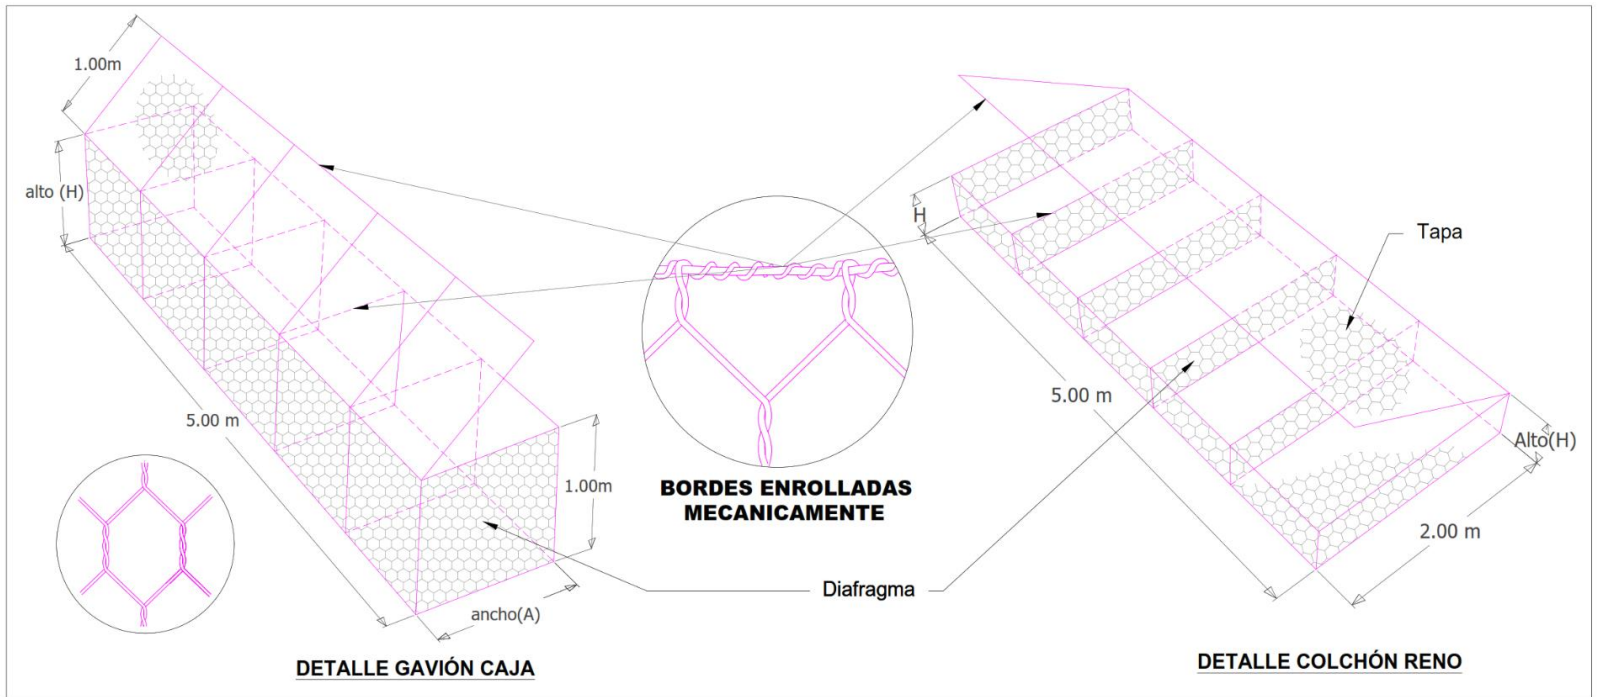 1.00m
alto (H)
5.00 m
1.00m
ancho(A)
DETALLE GAVIÓN CAJA
BORDES ENROLLADAS
MECANICAMENTE
Diafragma
H
Tapa
5.00 m
Alto(H)
2.00 m
DETALLE COLCHÓN RENO